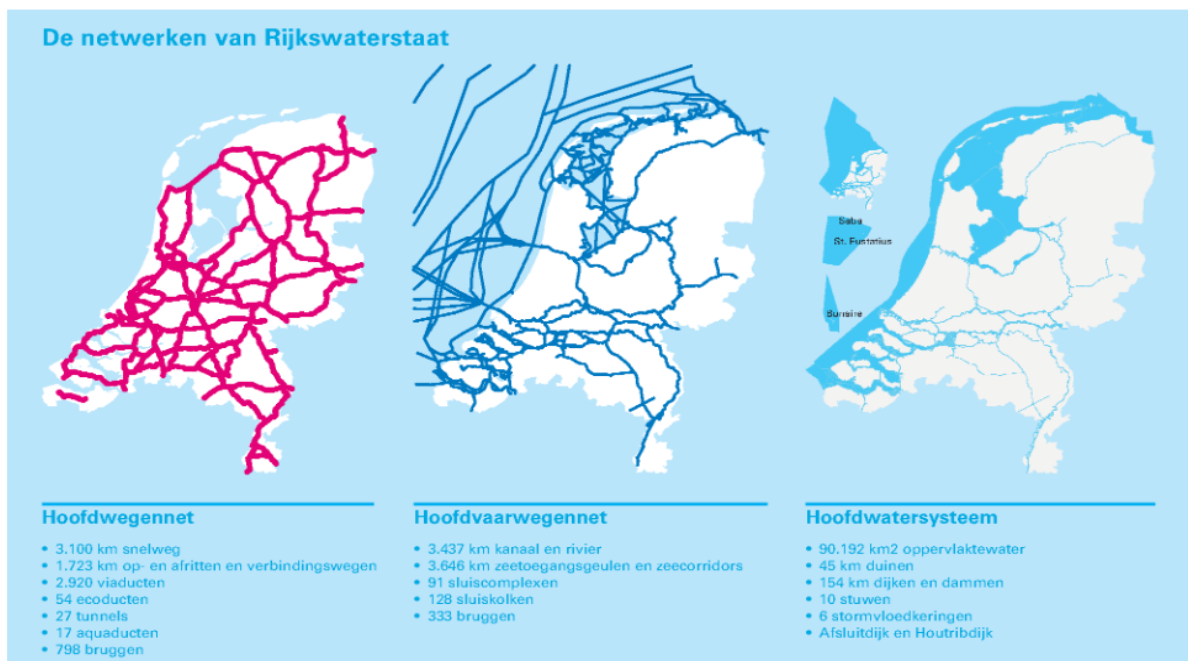 De netwerken van Rijkswaterstaat
Saba
St. Eustatius
Bonaire
Hoofdwegennet
• 3.100 km snelweg
• 1.723 km op- en afritten en verbindingswegen
• 2.920 viaducten
• 54 ecoducten
• 27 tunnels
• 17 aquaducten
• 798 bruggen
Hoofdvaarwegennet
• 3.437 km kanaal en rivier
• 3.646 km zeetoegangsgeulen en zeecorridors
• 91 sluiscomplexen
• 128 sluiskolken
• 333 bruggen
Hoofdwatersysteem
• 90.192 km2 oppervlaktewater
• 45 km duinen
• 154 km dijken en dammen
• 10 stuwen
• 6 stormvloedkeringen
• Afsluitdijk en Houtribdijk